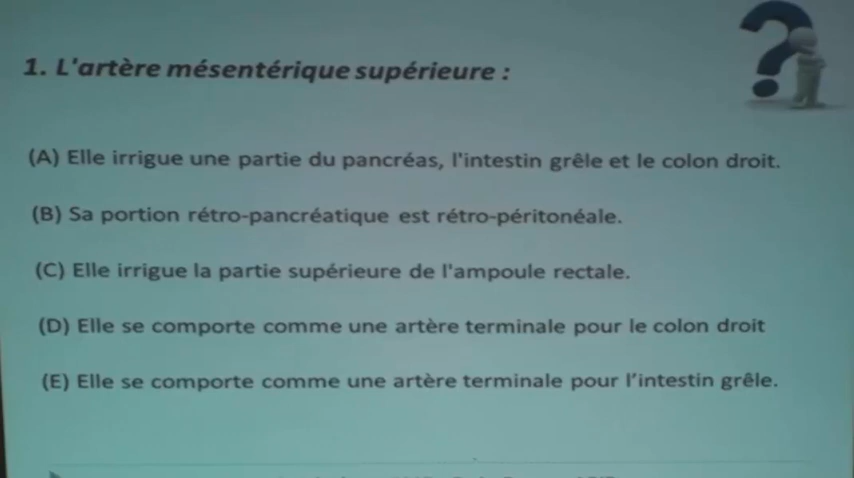 1. L'artère mésentérique supérieure :
(A) Elle irrigue une partie du pancréas, l'intestin grêle et le colon droit.
(B) Sa portion rétro-pancréatique est rétro-péritonéale.
(C) Elle irrigue la partie supérieure de l'ampoule rectale.
(D) Elle se comporte comme une artère terminale pour le colon droit
(E) Elle se comporte comme une artère terminale pour l’intestin grêle.